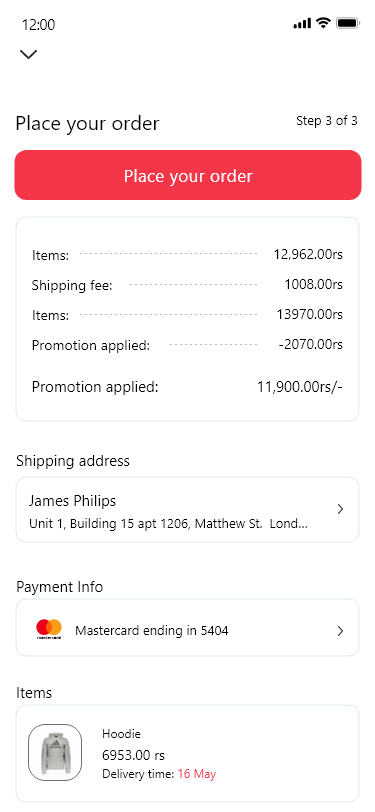 12:00
Place your order
Step 3 of 3
Place your order
Items: 12,962.00rs
Shipping fee: 1008.00rs
Items: 13970.00rs
Promotion applied: -2070.00rs
Promotion applied: 11,900.00rs/-
Shipping address
James Philips
Unit 1, Building 15 apt 1206, Matthew St. Lond...
Payment Info
mastercard
Mastercard ending in 5404
Items
Hoodie
6953.00 rs
Delivery time: 16 May